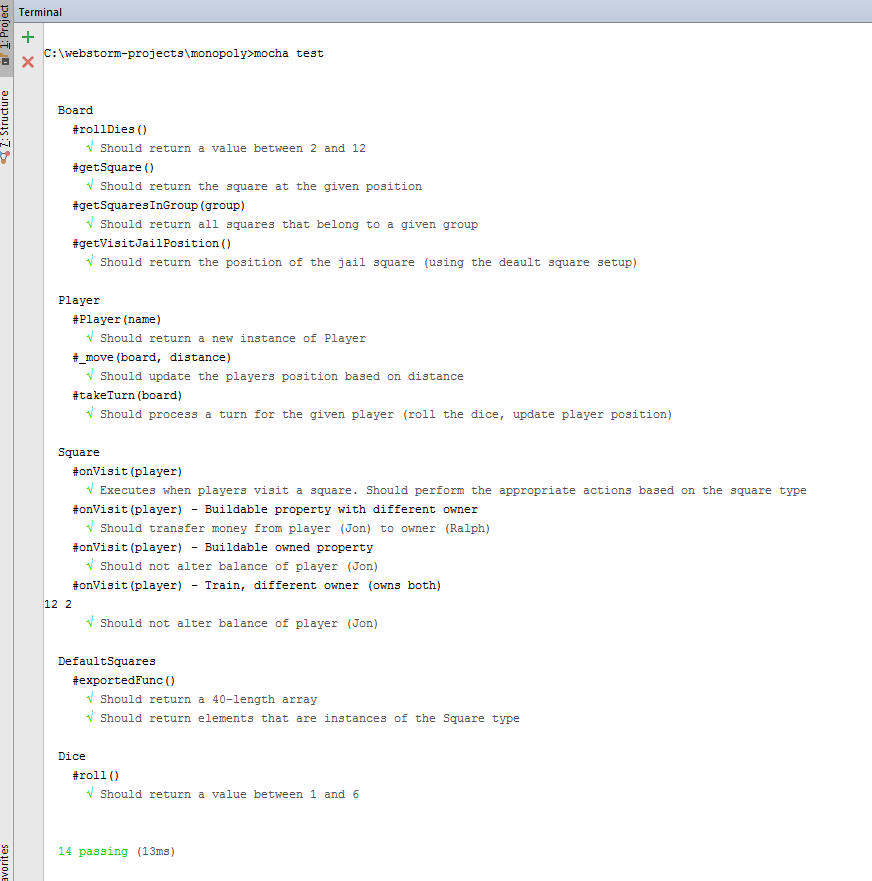 Terminal
1: Project
7: Structure
avorites
C:\webstorm-projects\monopoly>mocha test
Board
#rollDies()
√ Should return a value between 2 and 12
#getSquare()
√ Should return the square at the given position
#getSquaresInGroup(group)
√ Should return all squares that belong to a given group
#getVisitJailPosition()
√ Should return the position of the jail square (using the deault square setup)
Player
#Player(name)
√ Should return a new instance of Player
#_move(board, distance)
√ Should update the players position based on distance
#takeTurn(board)
√ Should process a turn for the given player (roll the dice, update player position)
Square
#onVisit(player)
√ Executes when players visit a square. Should perform the appropriate actions based on the square type
#onVisit(player) - Buildable property with different owner
√ Should transfer money from player (Jon) to owner (Ralph)
#onVisit(player) - Buildable owned property
√ Should not alter balance of player (Jon)
#onVisit(player) - Train, different owner (owns both)
12 2
√ Should not alter balance of player (Jon)
DefaultSquares
#exportedFunc()
√ Should return a 40-length array
√ Should return elements that are instances of the Square type
Dice
#roll()
√ Should return a value between 1 and 6
14 passing (13ms)